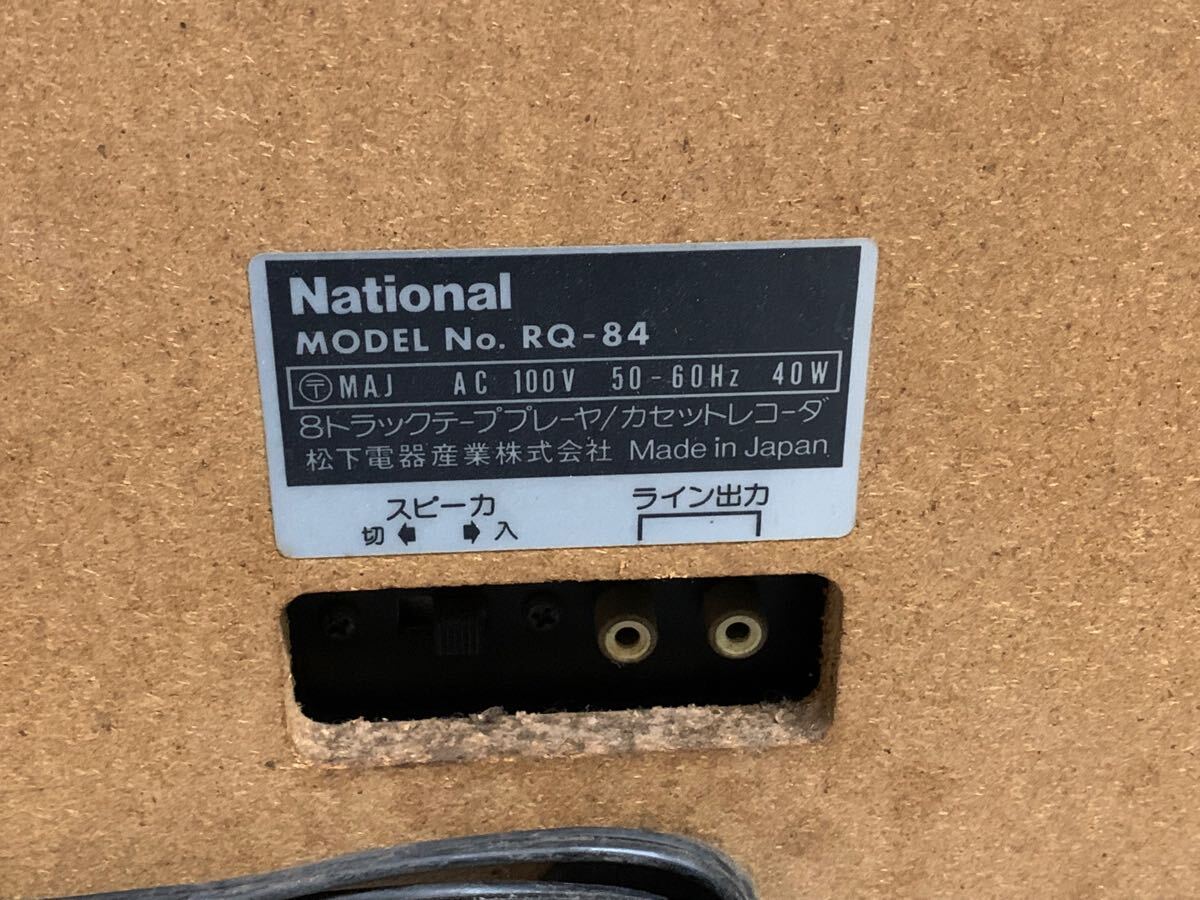 National
MODEL No. RQ-84
〶 MAJ AC 100V 50-60Hz 40W
8トラックテーププレーヤ/カセットレコーダ
松下電器産業株式会社 Made in Japan
スピーカ ライン出力
切 ⬅ ➡ 入